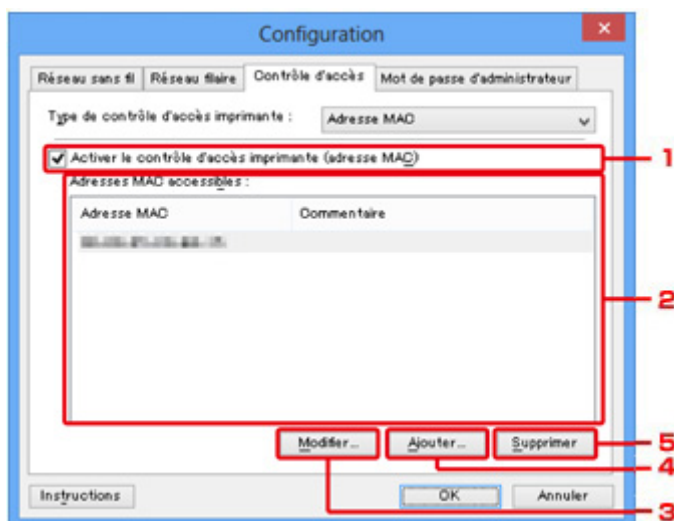 Configuration
Réseau sans fil Réseau filaire Contrôle d'accès Mot de passe d'administrateur
Type de contrôle d'accès imprimante : Adresse MAC
Activer le contrôle d'accès imprimante (adresse MAC) 1
Adresses MAC accessibles :
Adresse MAC Commentaire
2
Modifier... Ajouter... Supprimer 5
4
Instructions OK Annuler
3